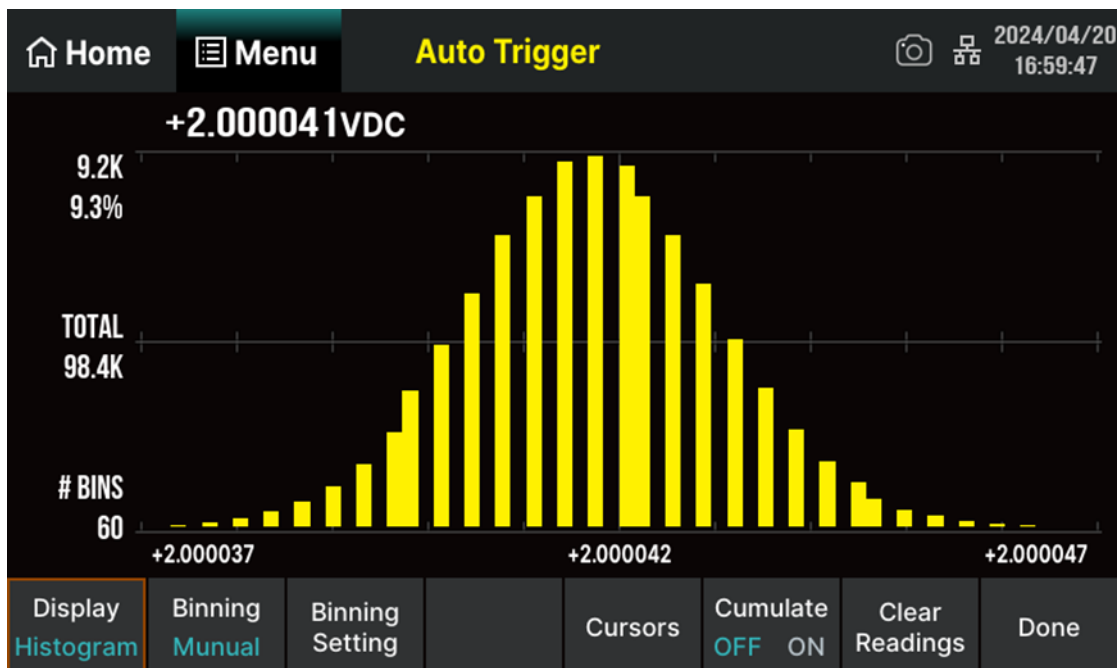 Home Menu Auto Trigger 2024/04/20
16:59:47
+2.000041VDC
9.2K
9.3%
TOTAL
98.4K
# BINS
60
+2.000037 +2.000042 +2.000047
Display Binning Binning Cursors Cumulate Clear Done
Histogram Munual Setting OFF ON Readings